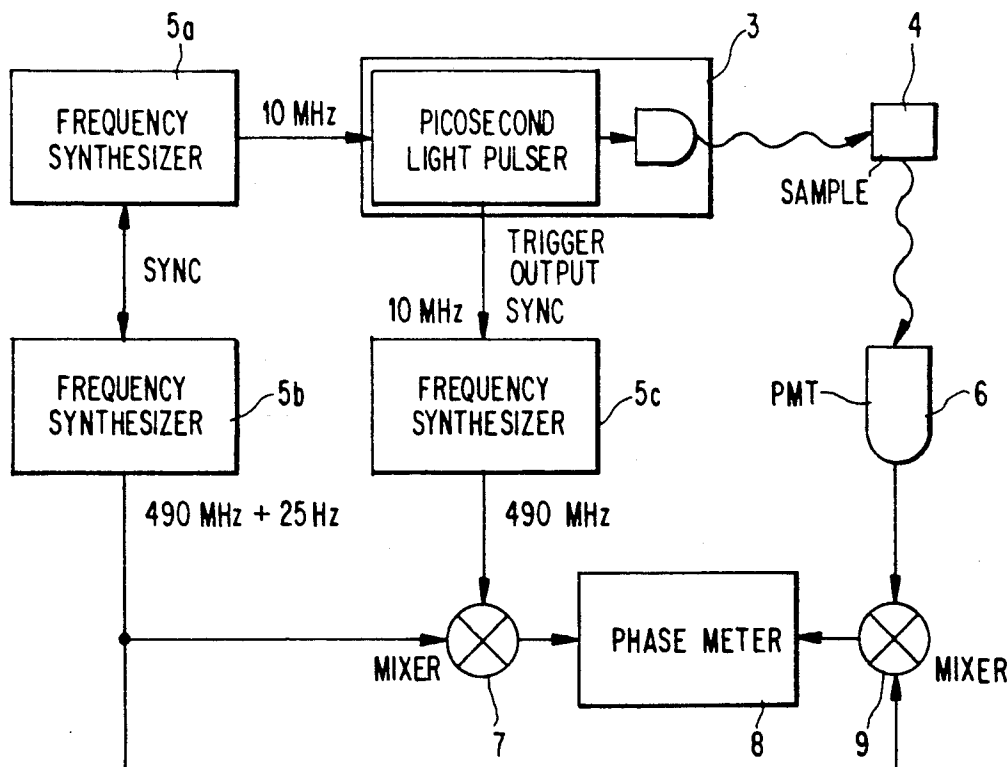 5a
3
4
FREQUENCY
SYNTHESIZER
10 MHz
PICOSECOND
LIGHT PULSER
SAMPLE
SYNC
TRIGGER
OUTPUT
10 MHz SYNC
FREQUENCY
SYNTHESIZER
5b
FREQUENCY
SYNTHESIZER
5c
PMT
6
490 MHz + 25 Hz
490 MHz
MIXER
7
PHASE METER
8
9
MIXER